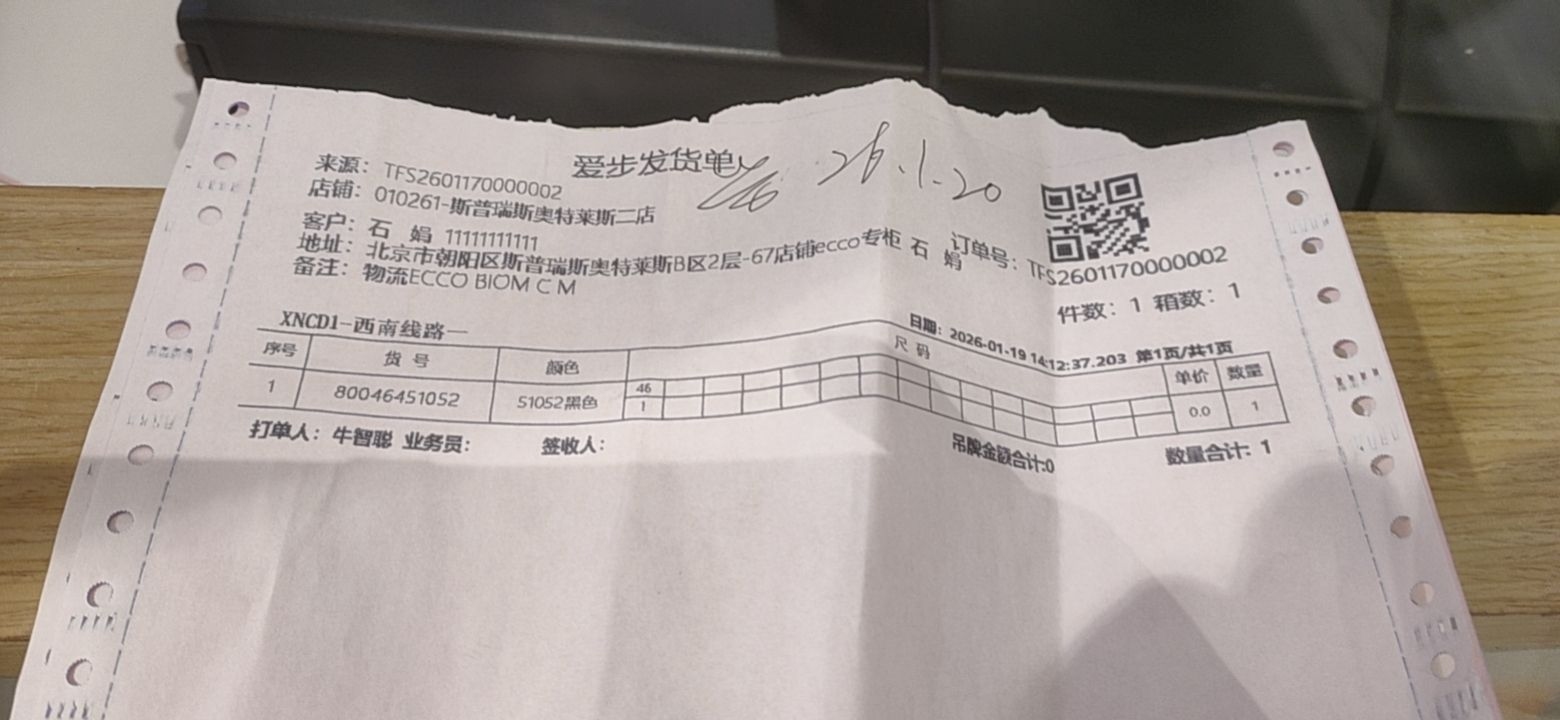 爱步发货单
26.1.20
来源：TFS2601170000002
店铺：010261-斯普瑞斯奥特莱斯二店
客户：石 娟 11111111111
地址：北京市朝阳区斯普瑞斯奥特莱斯B区2层-67店铺ecco专柜 石 娟
订单号：TFS2601170000002
备注：物流ECCO BIOM C M
件数：1 箱数：1
XNCD1-西南线路一
日期：2026-01-19 14:12:37.203 第1页/共1页
序号 货号 颜色 尺码 单价 数量
46
1 80046451052 51052黑色 1 0.0 1
打单人：牛智聪 业务员： 签收人： 吊牌金额合计:0 数量合计：1